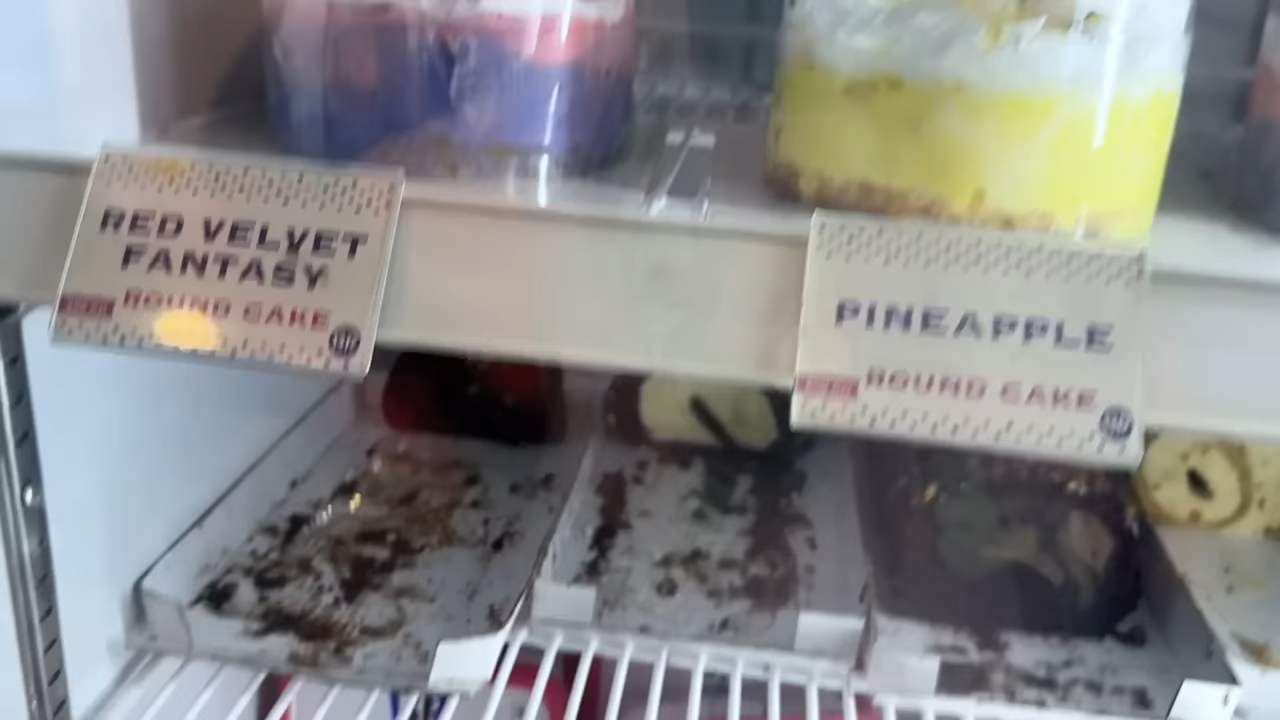 RED VELVET
FANTASY
ROUND CAKE
PINEAPPLE
ROUND CAKE